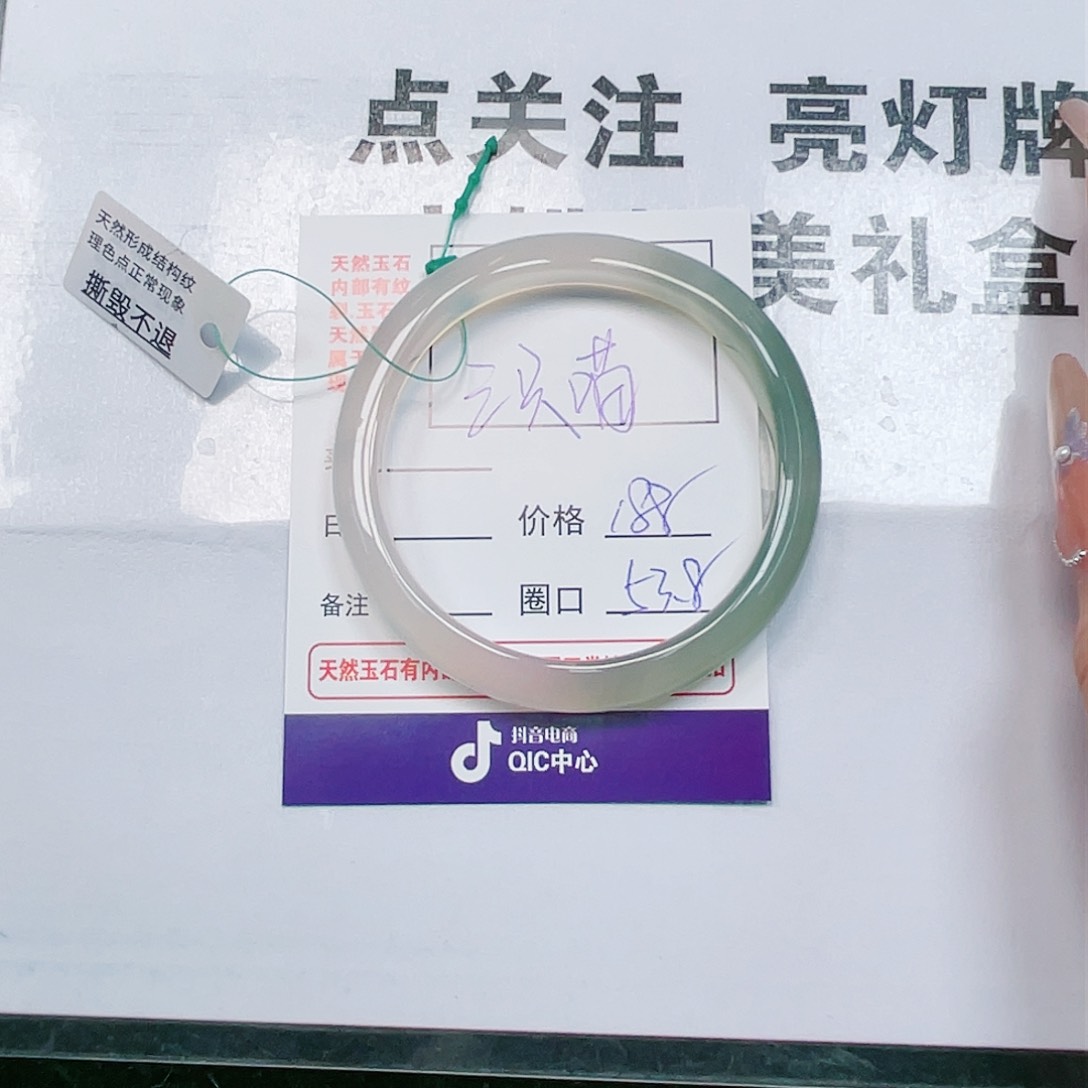 点关注 亮灯牌
美礼盒
天然形成结构纹
理色点正常现象
撕毁不退
天然玉石
内部有纹
价格 188
圈口 53.8
备注
天然玉石有内
抖音电商
QIC中心